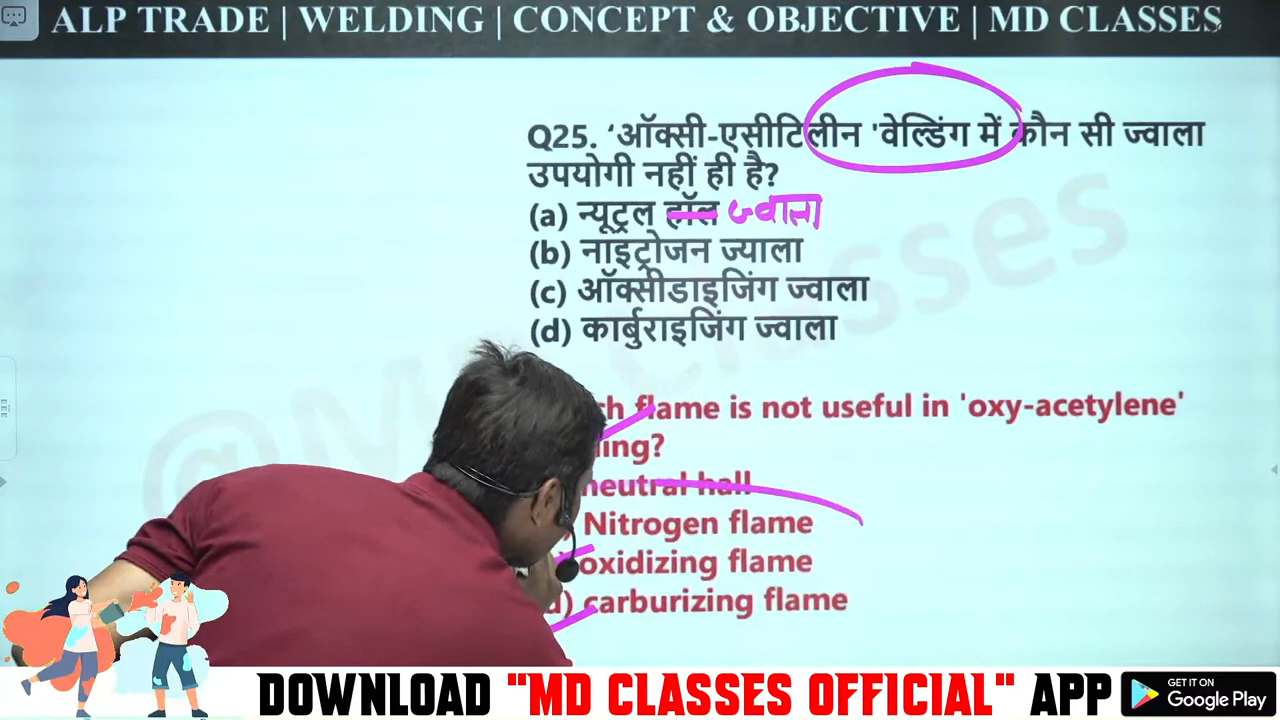 ALP TRADE | WELDING | CONCEPT & OBJECTIVE | MD CLASSES
Q25. ‘ऑक्सी-एसीटिलीन 'वेल्डिंग में कौन सी ज्वाला
उपयोगी नहीं ही है?
(a) न्यूट्रल हॉल ज्वाला
(b) नाइट्रोजन ज्याला
(c) ऑक्सीडाइजिंग ज्वाला
(d) कार्बुराइजिंग ज्वाला
flame is not useful in 'oxy-acetylene'
neutral hall
Nitrogen flame
oxidizing flame
d) carburizing flame
DOWNLOAD "MD CLASSES OFFICIAL" APP
GET IT ON
Google Play